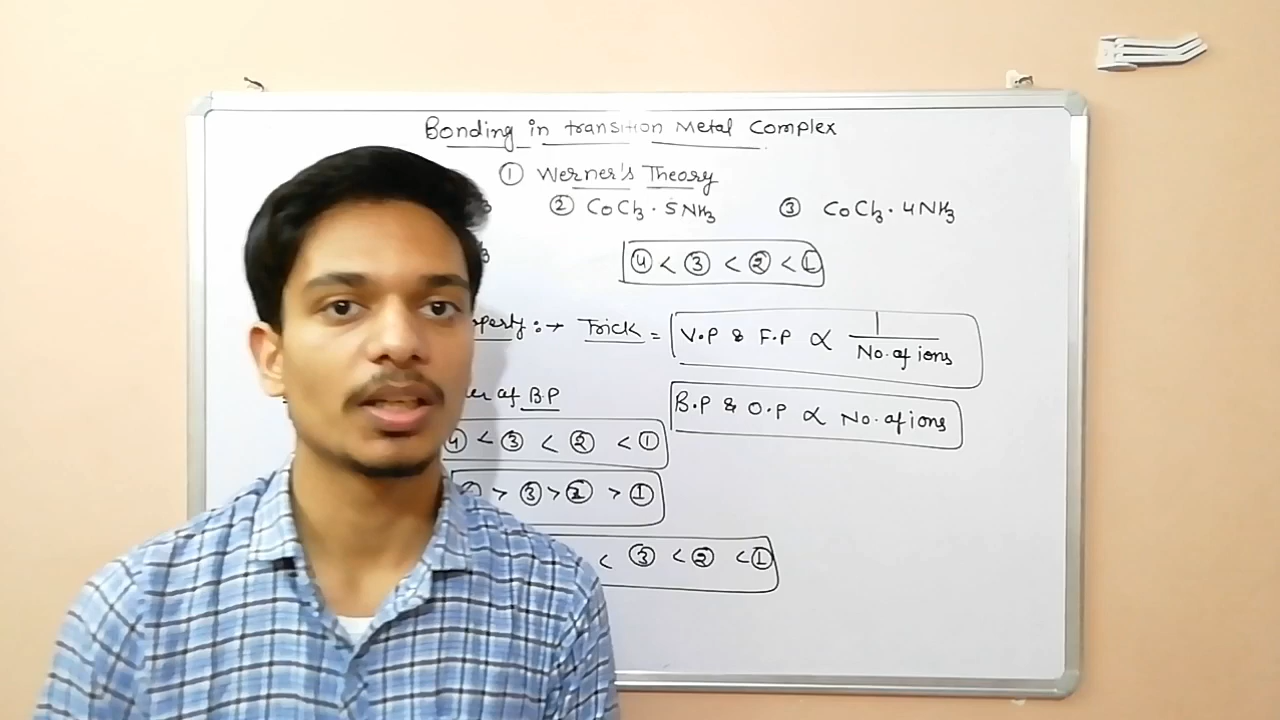 Bonding in transition Metal Complex
① Werner's Theory
② CoCl₃ · 5NH₃ ③ CoCl₃ · 4NH₃
④ < ③ < ② < ①
Trick = V.P & F.P ∝ 1 / No. of ions
of B.P
B.P & O.P ∝ No. of ions
④ < ③ < ② < ①
> ③ > ② > ①
< ③ < ② < ①